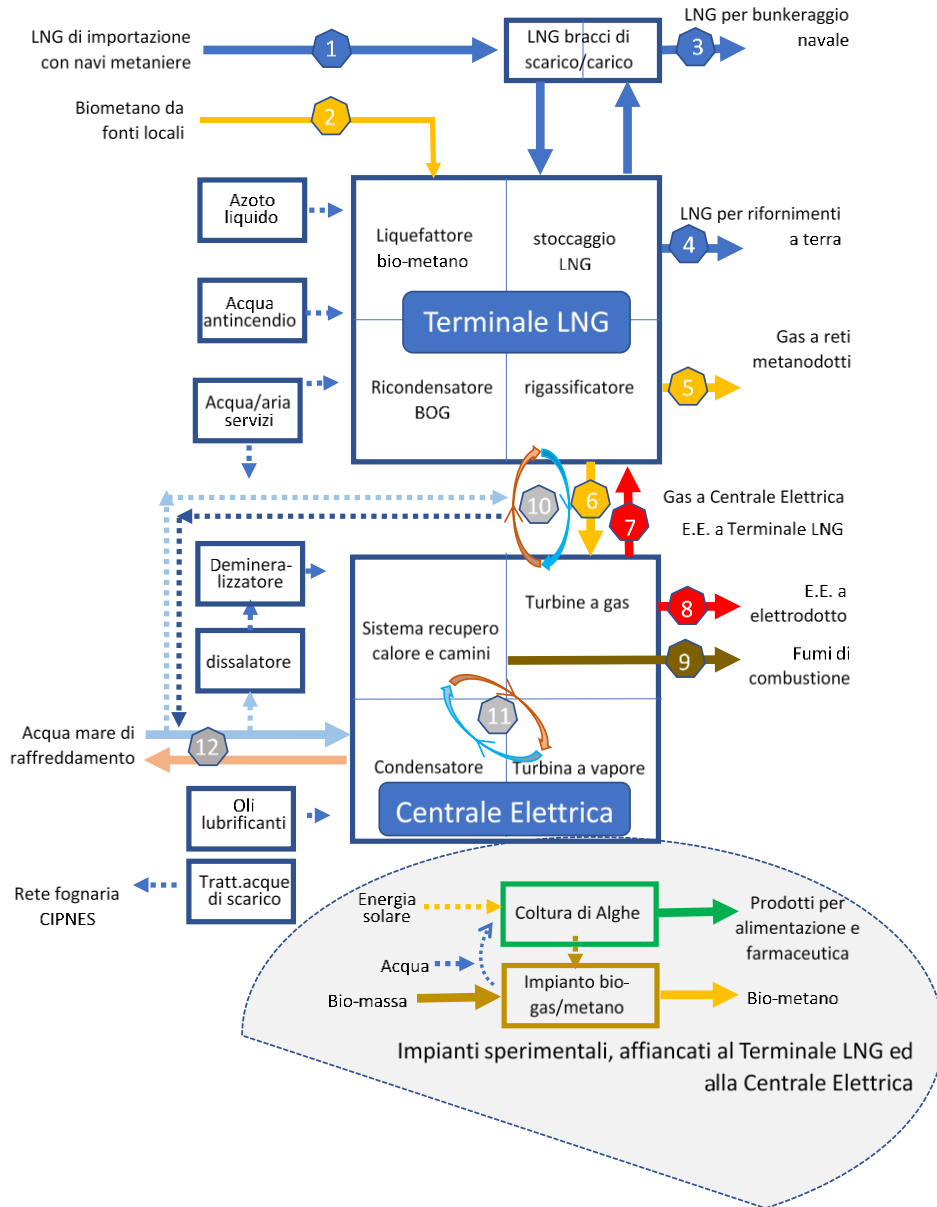 LNG di importazione
con navi metaniere
1
LNG bracci di
scarico/carico
3
LNG per bunkeraggio
navale
Biometano da
fonti locali
2
Azoto
liquido
Liquefattore
bio-metano
stoccaggio
LNG
LNG per rifornimenti
a terra
4
Acqua
antincendio
Terminale LNG
Gas a reti
metanodotti
5
Acqua/aria
servizi
Ricondensatore
BOG
rigassificatore
10
6
7
Gas a Centrale Elettrica
E.E. a Terminale LNG
Deminera-
lizzatore
Turbine a gas
8
E.E. a
elettrodotto
dissalatore
Sistema recupero
calore e camini
9
Fumi di
combustione
11
Acqua mare di
raffreddamento
12
Condensatore
Turbina a vapore
Centrale Elettrica
Oli
lubrificanti
Rete fognaria
CIPNES
Tratt.acque
di scarico
Energia
solare
Coltura di Alghe
Prodotti per
alimentazione e
farmaceutica
Acqua
Bio-massa
Impianto bio-
gas/metano
Bio-metano
Impianti sperimentali, affiancati al Terminale LNG ed
alla Centrale Elettrica